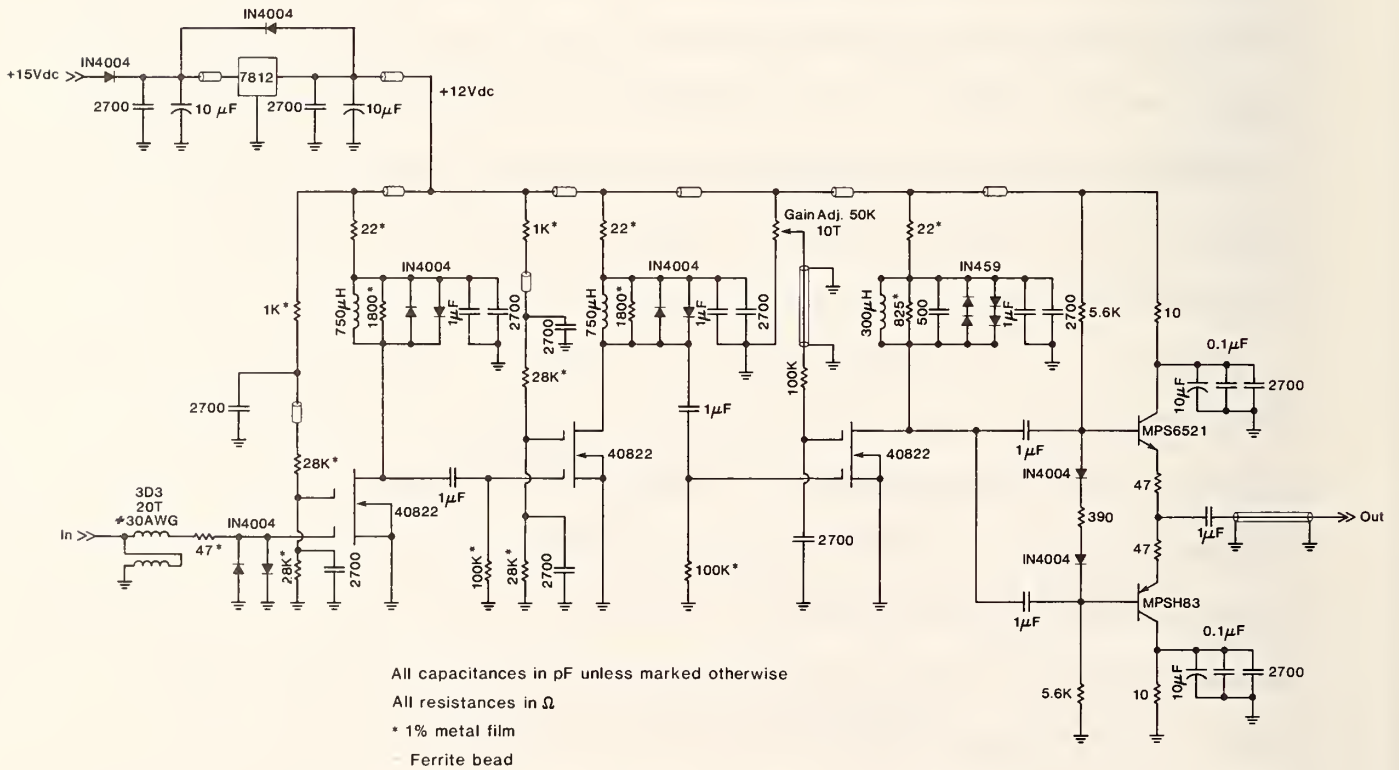 IN4004
IN4004
+15Vdc
7812
2700
10 μF
2700
10μF
+12Vdc
22*
1K*
22*
Gain Adj. 50K
10T
22*
IN4004
IN4004
IN459
1K*
750μH
1800*
1μF
2700
2700
750μH
1800*
1μF
2700
300μH
825*
500
1μF
2700
5.6K
10
0.1μF
28K*
100K
2700
1μF
10μF
2700
28K*
40822
1μF
40822
MPS6521
1μF
IN4004
47
3D3
20T
*30AWG
IN4004
40822
390
In
47*
28K*
2700
100K*
28K*
2700
100K*
2700
1μF
Out
IN4004
47
1μF
MPSH83
0.1μF
5.6K
10
10μF
2700
All capacitances in pF unless marked otherwise
All resistances in Ω
* 1% metal film
Ferrite bead